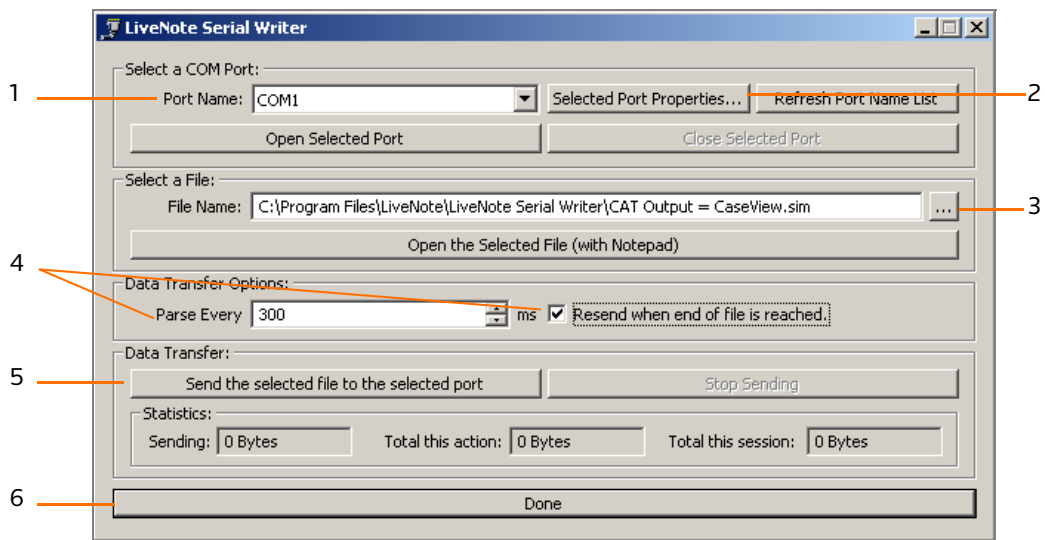 LiveNote Serial Writer
Select a COM Port:
1 Port Name: COM1 Selected Port Properties... Refresh Port Name List 2
Open Selected Port Close Selected Port
Select a File:
File Name: C:\Program Files\LiveNote\LiveNote Serial Writer\CAT Output = CaseView.sim ... 3
Open the Selected File (with Notepad)
4
Data Transfer Options:
Parse Every 300 ms Resend when end of file is reached.
Data Transfer:
5 Send the selected file to the selected port Stop Sending
Statistics:
Sending: 0 Bytes Total this action: 0 Bytes Total this session: 0 Bytes
6 Done